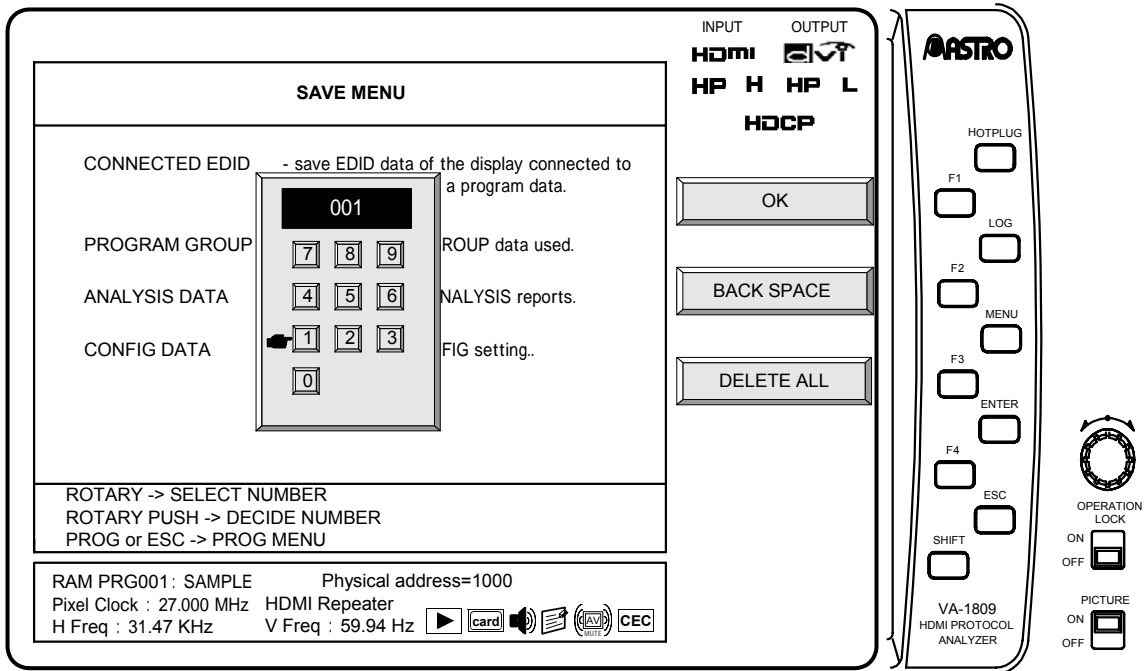 SAVE MENU
CONNECTED EDID - save EDID data of the display connected to
a program data.
PROGRAM GROUP ROUP data used.
ANALYSIS DATA NALYSIS reports.
CONFIG DATA FIG setting..
001
7 8 9
4 5 6
1 2 3
0
ROTARY -> SELECT NUMBER
ROTARY PUSH -> DECIDE NUMBER
PROG or ESC -> PROG MENU
RAM PRG001: SAMPLE Physical address=1000
Pixel Clock : 27.000 MHz HDMI Repeater
H Freq : 31.47 KHz V Freq : 59.94 Hz card AV MUTE CEC
INPUT OUTPUT
HDMI DVI
HP H HP L
HDCP
OK
BACK SPACE
DELETE ALL
ASTRO
HOTPLUG
F1
LOG
F2
MENU
F3
ENTER
F4
ESC
SHIFT
VA-1809
HDMI PROTOCOL
ANALYZER
OPERATION
LOCK
ON
OFF
PICTURE
ON
OFF